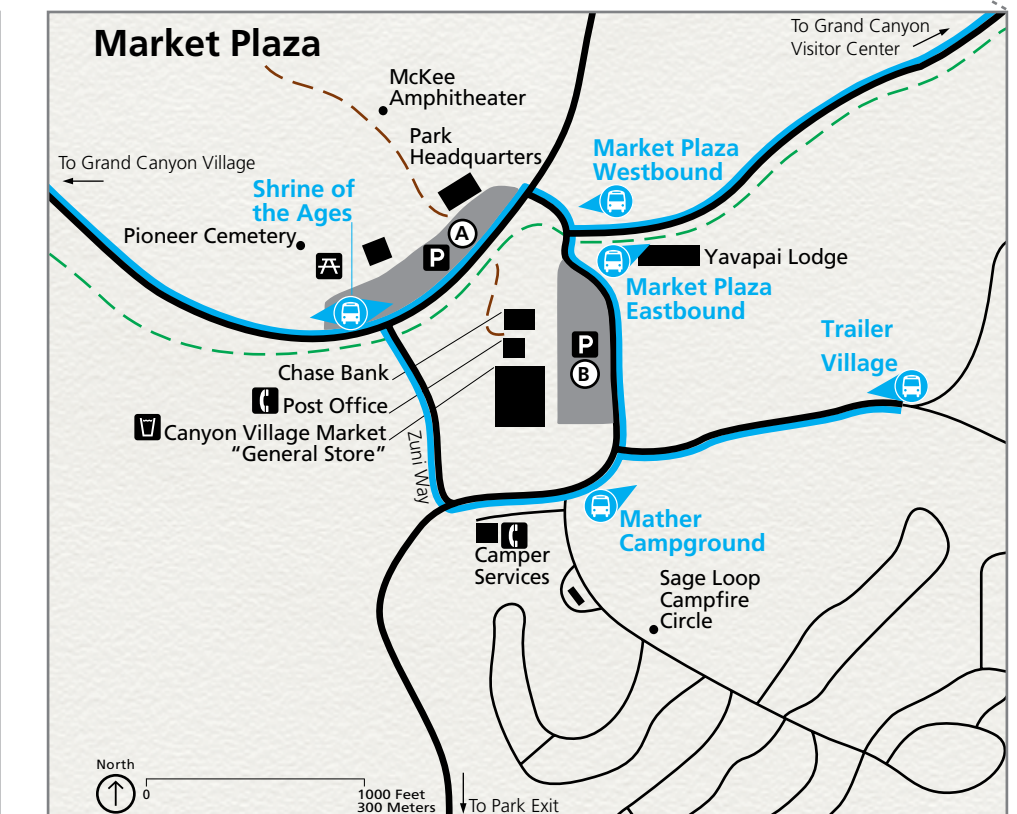 Market Plaza
To Grand Canyon
Visitor Center
McKee
Amphitheater
Park
Headquarters
Market Plaza
Westbound
To Grand Canyon Village
Shrine of
the Ages
Pioneer Cemetery
A
P
Yavapai Lodge
Market Plaza
Eastbound
Trailer
Village
P
B
Chase Bank
Post Office
Canyon Village Market
“General Store”
Zuni Way
Mather
Campground
Camper
Services
Sage Loop
Campfire
Circle
North
0
1000 Feet
300 Meters
To Park Exit